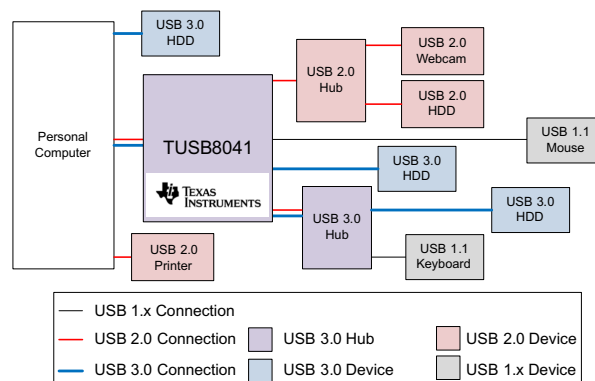 USB 3.0
HDD
USB 2.0
Hub
USB 2.0
Webcam
USB 2.0
HDD
Personal
Computer
TUSB8041
TEXAS
INSTRUMENTS
USB 1.1
Mouse
USB 3.0
HDD
USB 3.0
Hub
USB 3.0
HDD
USB 2.0
Printer
USB 1.1
Keyboard
USB 1.x Connection
USB 2.0 Connection
USB 3.0 Hub
USB 2.0 Device
USB 3.0 Connection
USB 3.0 Device
USB 1.x Device